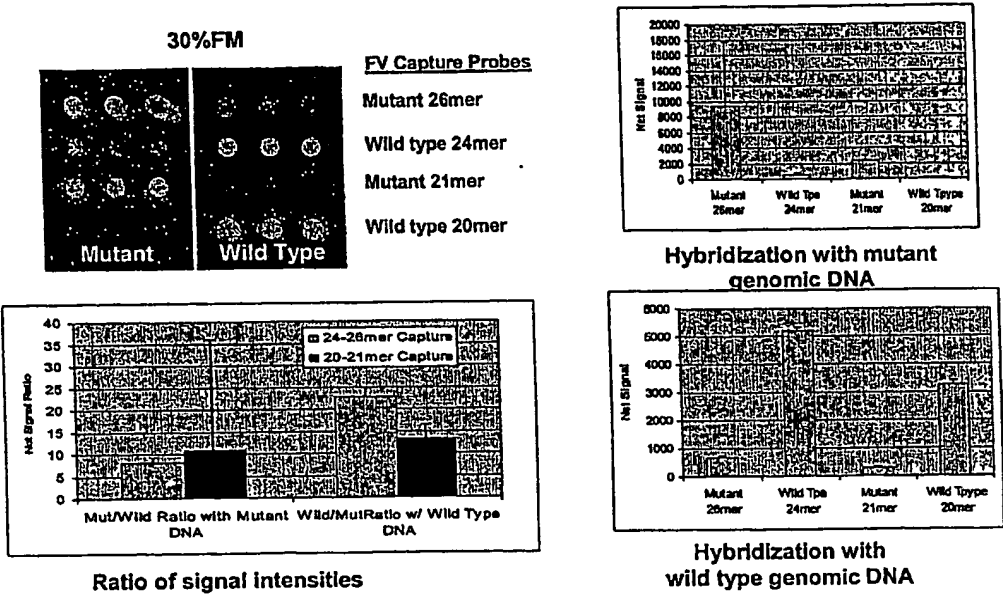 30%FM
FV Capture Probes
Mutant 26mer
Wild type 24mer
Mutant 21mer
Wild type 20mer
Mutant
Wild Type
20000
18000
16000
14000
12000
10000
8000
6000
4000
2000
0
Net Signal
Mutant 26mer
Wild Tpe 24mer
Mutant 21mer
Wild Tpype 20mer
Hybridization with mutant
genomic DNA
40
35
30
25
20
15
10
5
0
Net Signal Ratio
24-26mer Capture
20-21mer Capture
Mut/Wild Ratio with Mutant DNA
Wild/MutRatio w/ Wild Type DNA
Ratio of signal intensities
6000
5000
4000
3000
2000
1000
0
Net Signal
Mutant 26mer
Wild Tpe 24mer
Mutant 21mer
Wild Tpype 20mer
Hybridization with
wild type genomic DNA